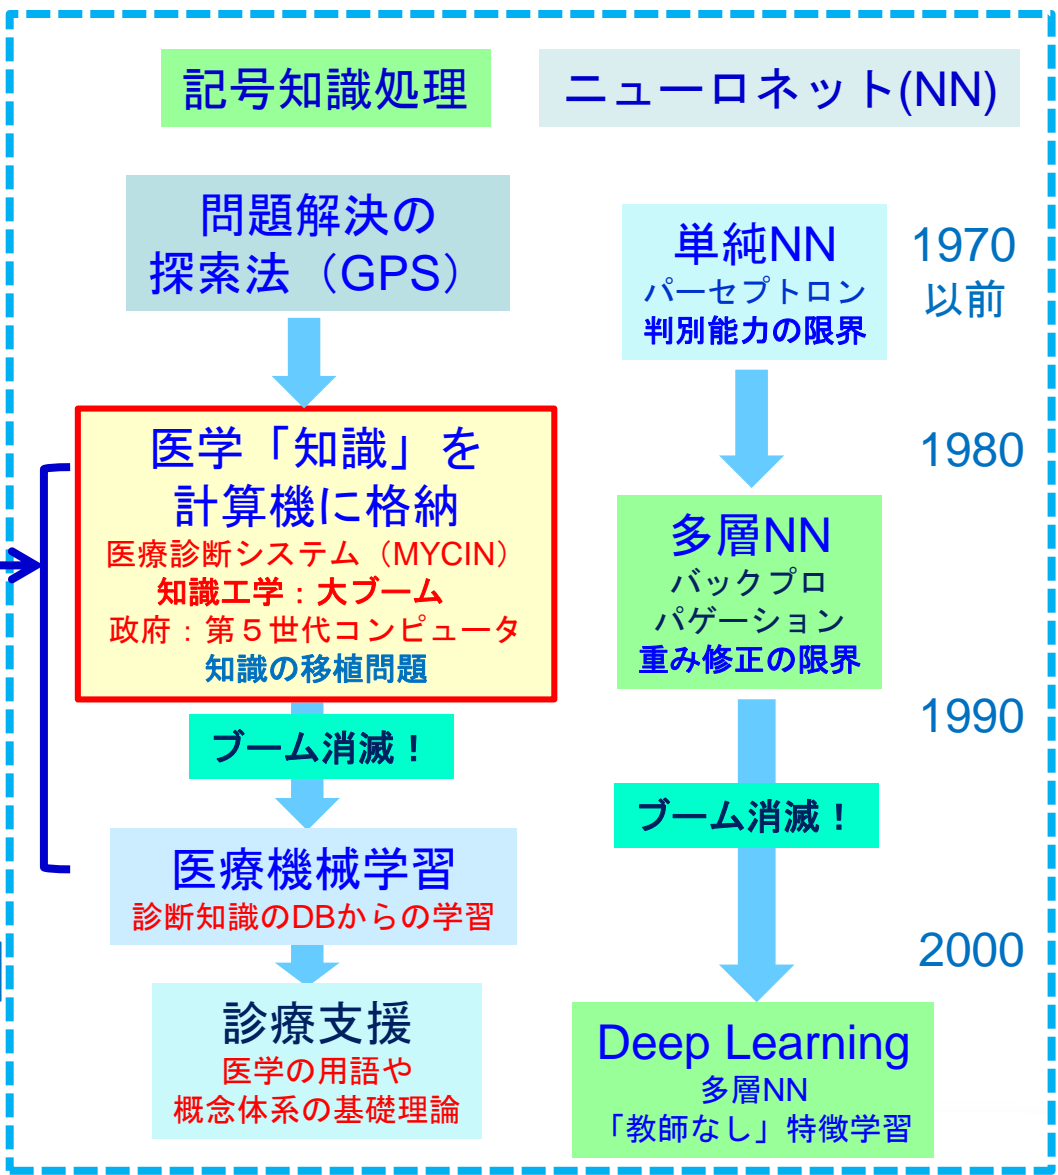 記号知識処理
ニューロネット(NN)
問題解決の
探索法（GPS）
単純NN
パーセプトロン
判別能力の限界
1970
以前
医学「知識」を
計算機に格納
医療診断システム（MYCIN）
知識工学：大ブーム
政府：第５世代コンピュータ
知識の移植問題
1980
多層NN
バックプロ
パゲーション
重み修正の限界
1990
ブーム消滅！
ブーム消滅！
医療機械学習
診断知識のDBからの学習
2000
診療支援
医学の用語や
概念体系の基礎理論
Deep Learning
多層NN
「教師なし」特徴学習